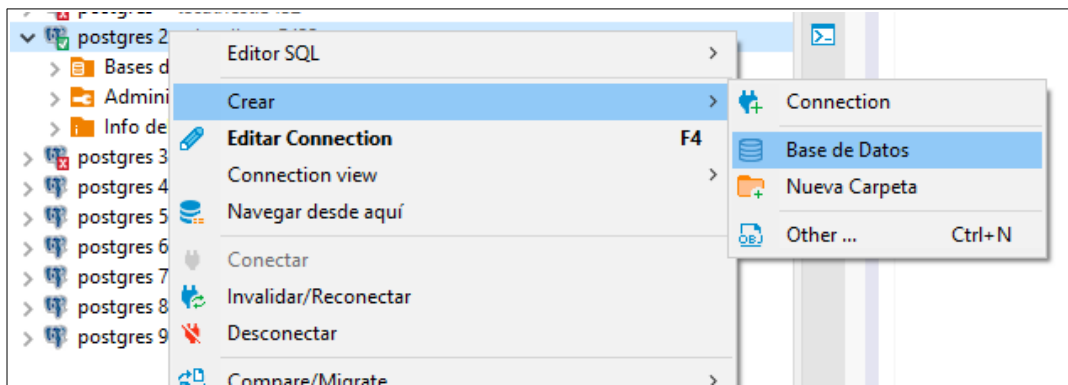 postgres 2
Bases d
Admini
Info de
postgres 3
postgres 4
postgres 5
postgres 6
postgres 7
postgres 8
postgres 9
Editor SQL
Crear
Editar Connection F4
Connection view
Navegar desde aquí
Conectar
Invalidar/Reconectar
Desconectar
Compare/Migrate
Connection
Base de Datos
Nueva Carpeta
Other ... Ctrl+N